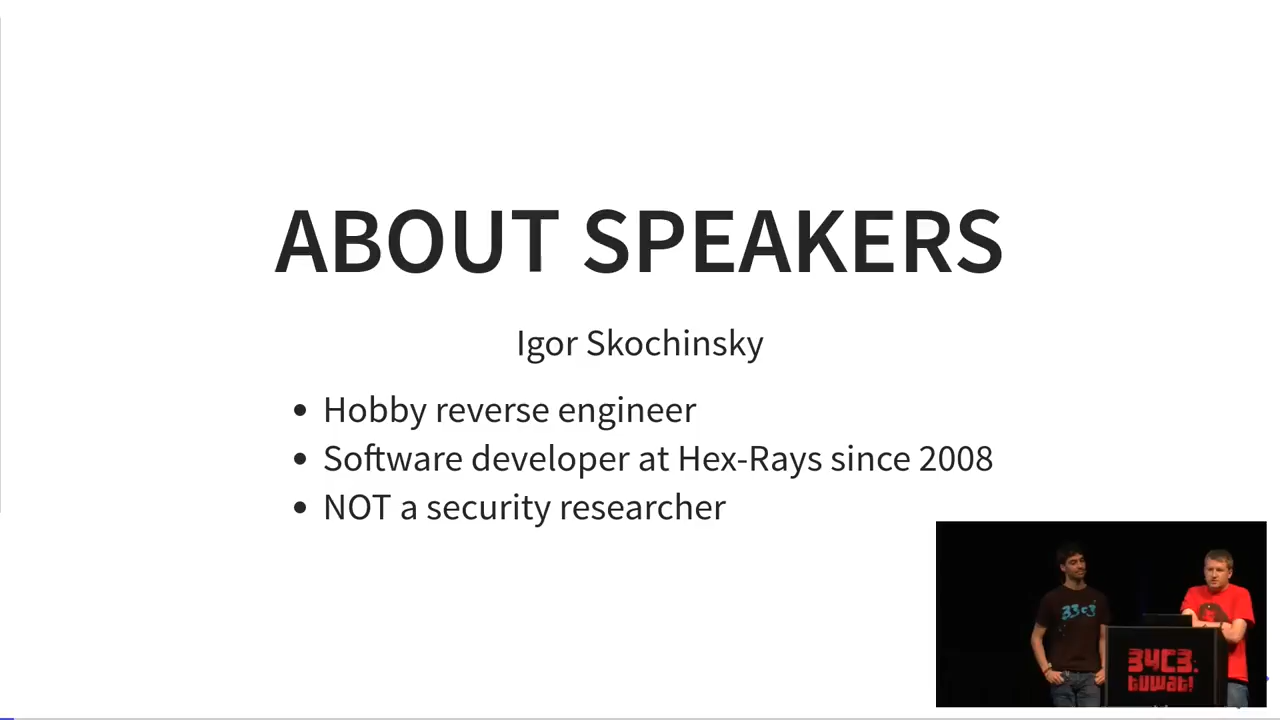 ABOUT SPEAKERS
Igor Skochinsky
• Hobby reverse engineer
• Software developer at Hex-Rays since 2008
• NOT a security researcher
33c3
34C3.
tuwat!